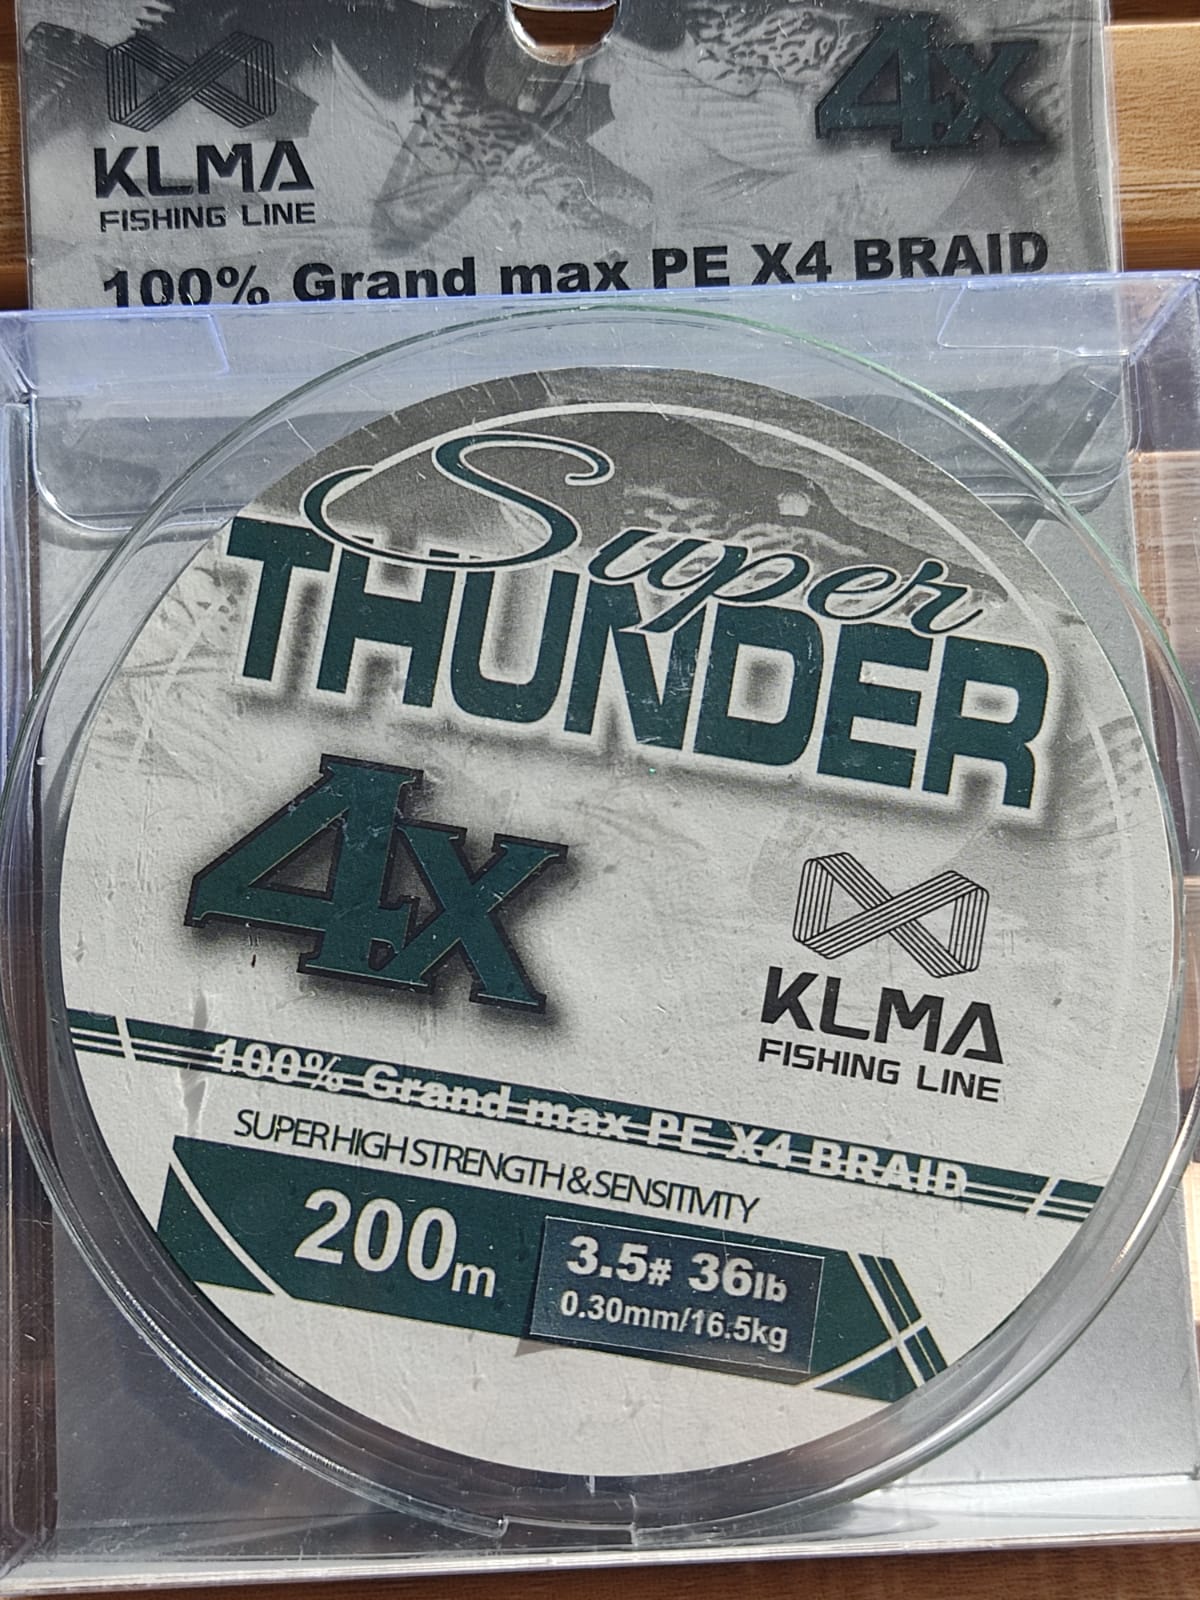 4x
KLMA
FISHING LINE
100% Grand max PE X4 BRAID
Super
THUNDER
4x
KLMA
FISHING LINE
100% Grand max PE X4 BRAID
SUPER HIGH STRENGTH & SENSITIVITY
200m
3.5# 36lb
0.30mm/16.5kg